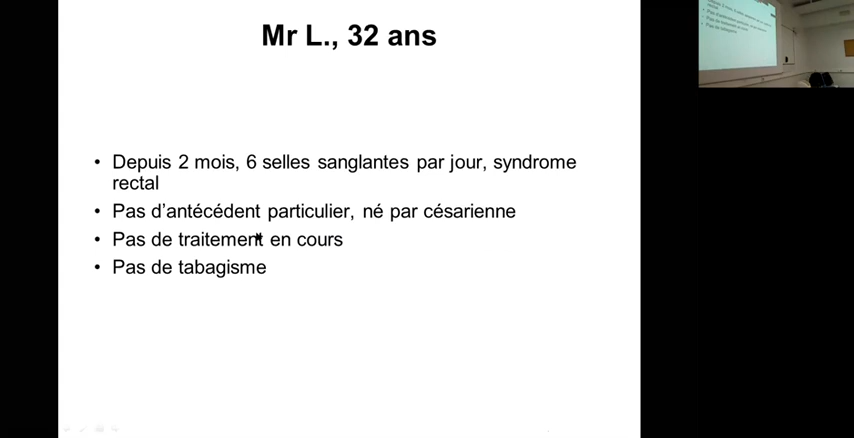 Mr L., 32 ans
• Depuis 2 mois, 6 selles sanglantes par jour, syndrome
rectal
• Pas d'antécédent particulier, né par césarienne
• Pas de traitement en cours
• Pas de tabagisme